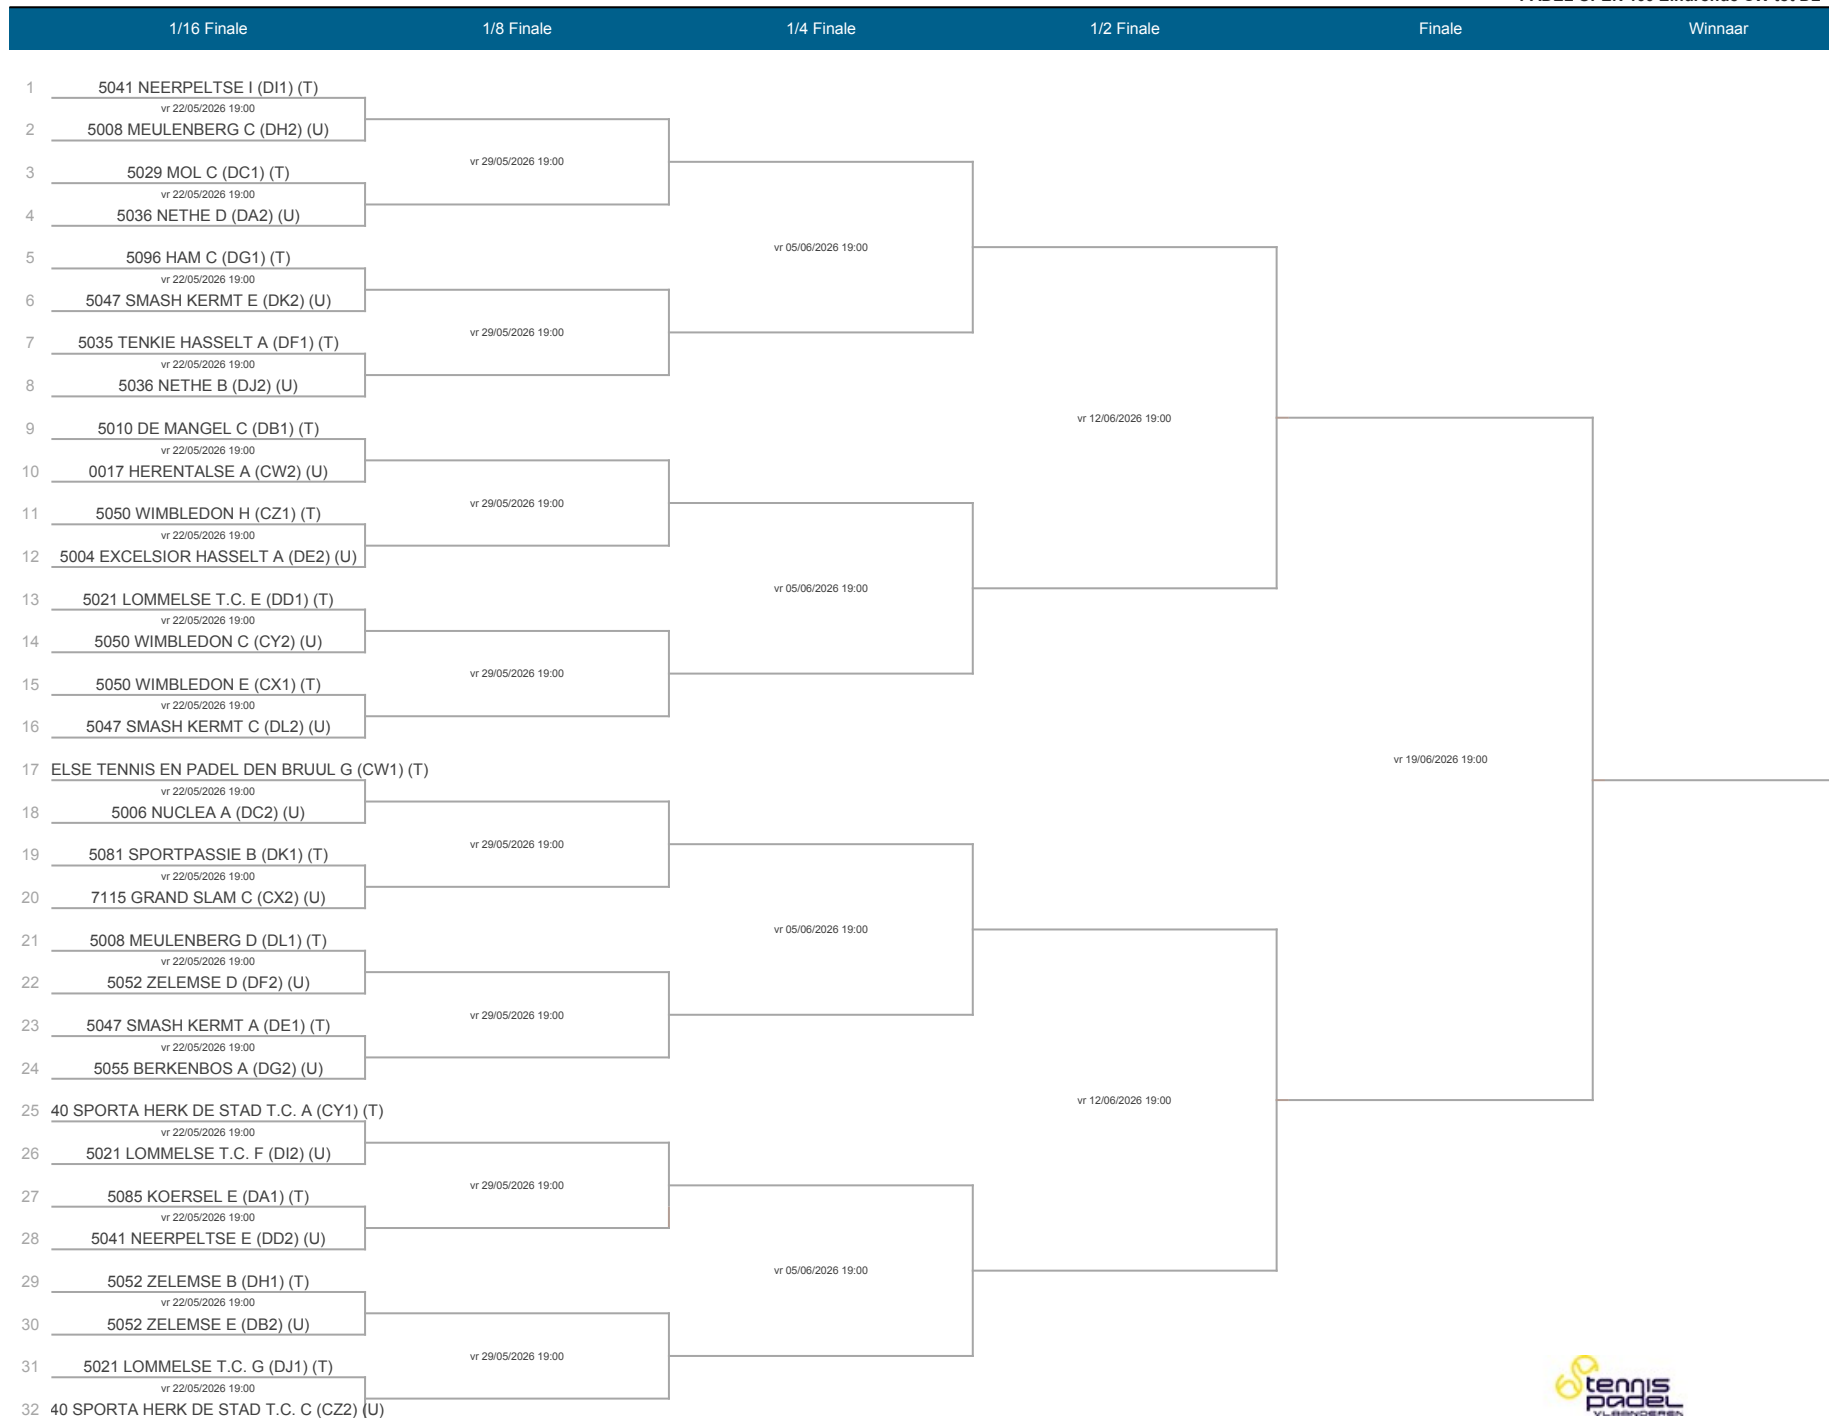 1/16 Finale 1/8 Finale 1/4 Finale 1/2 Finale Finale Winnaar
1 5041 NEERPELTSE I (DI1) (T)
vr 22/05/2026 19:00
2 5008 MEULENBERG C (DH2) (U)
vr 29/05/2026 19:00
3 5029 MOL C (DC1) (T)
vr 22/05/2026 19:00
4 5036 NETHE D (DA2) (U)
vr 05/06/2026 19:00
5 5096 HAM C (DG1) (T)
vr 22/05/2026 19:00
6 5047 SMASH KERMT E (DK2) (U)
vr 29/05/2026 19:00
7 5035 TENKIE HASSELT A (DF1) (T)
vr 22/05/2026 19:00
8 5036 NETHE B (DJ2) (U)
vr 12/06/2026 19:00
9 5010 DE MANGEL C (DB1) (T)
vr 22/05/2026 19:00
10 0017 HERENTALSE A (CW2) (U)
vr 29/05/2026 19:00
11 5050 WIMBLEDON H (CZ1) (T)
vr 22/05/2026 19:00
12 5004 EXCELSIOR HASSELT A (DE2) (U)
vr 05/06/2026 19:00
13 5021 LOMMELSE T.C. E (DD1) (T)
vr 22/05/2026 19:00
14 5050 WIMBLEDON C (CY2) (U)
vr 29/05/2026 19:00
15 5050 WIMBLEDON E (CX1) (T)
vr 22/05/2026 19:00
16 5047 SMASH KERMT C (DL2) (U)
vr 19/06/2026 19:00
17 ELSE TENNIS EN PADEL DEN BRUUL G (CW1) (T)
vr 22/05/2026 19:00
18 5006 NUCLEA A (DC2) (U)
vr 29/05/2026 19:00
19 5081 SPORTPASSIE B (DK1) (T)
vr 22/05/2026 19:00
20 7115 GRAND SLAM C (CX2) (U)
vr 05/06/2026 19:00
21 5008 MEULENBERG D (DL1) (T)
vr 22/05/2026 19:00
22 5052 ZELEMSE D (DF2) (U)
vr 29/05/2026 19:00
23 5047 SMASH KERMT A (DE1) (T)
vr 22/05/2026 19:00
24 5055 BERKENBOS A (DG2) (U)
vr 12/06/2026 19:00
25 40 SPORTA HERK DE STAD T.C. A (CY1) (T)
vr 22/05/2026 19:00
26 5021 LOMMELSE T.C. F (DI2) (U)
vr 29/05/2026 19:00
27 5085 KOERSEL E (DA1) (T)
vr 22/05/2026 19:00
28 5041 NEERPELTSE E (DD2) (U)
vr 05/06/2026 19:00
29 5052 ZELEMSE B (DH1) (T)
vr 22/05/2026 19:00
30 5052 ZELEMSE E (DB2) (U)
vr 29/05/2026 19:00
31 5021 LOMMELSE T.C. G (DJ1) (T)
vr 22/05/2026 19:00
32 40 SPORTA HERK DE STAD T.C. C (CZ2) (U)
tennis
padel
VLAANDEREN